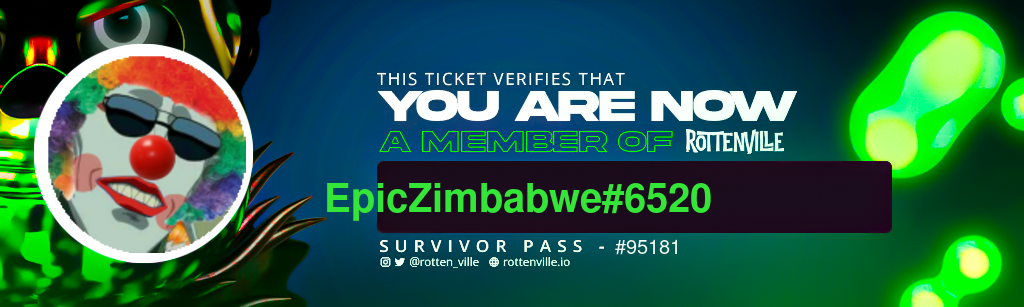 THIS TICKET VERIFIES THAT
YOU ARE NOW
A MEMBER OF ROTTENVILLE
EpicZimbabwe#6520
SURVIVOR PASS - #95181
@rotten_ville rottenville.io